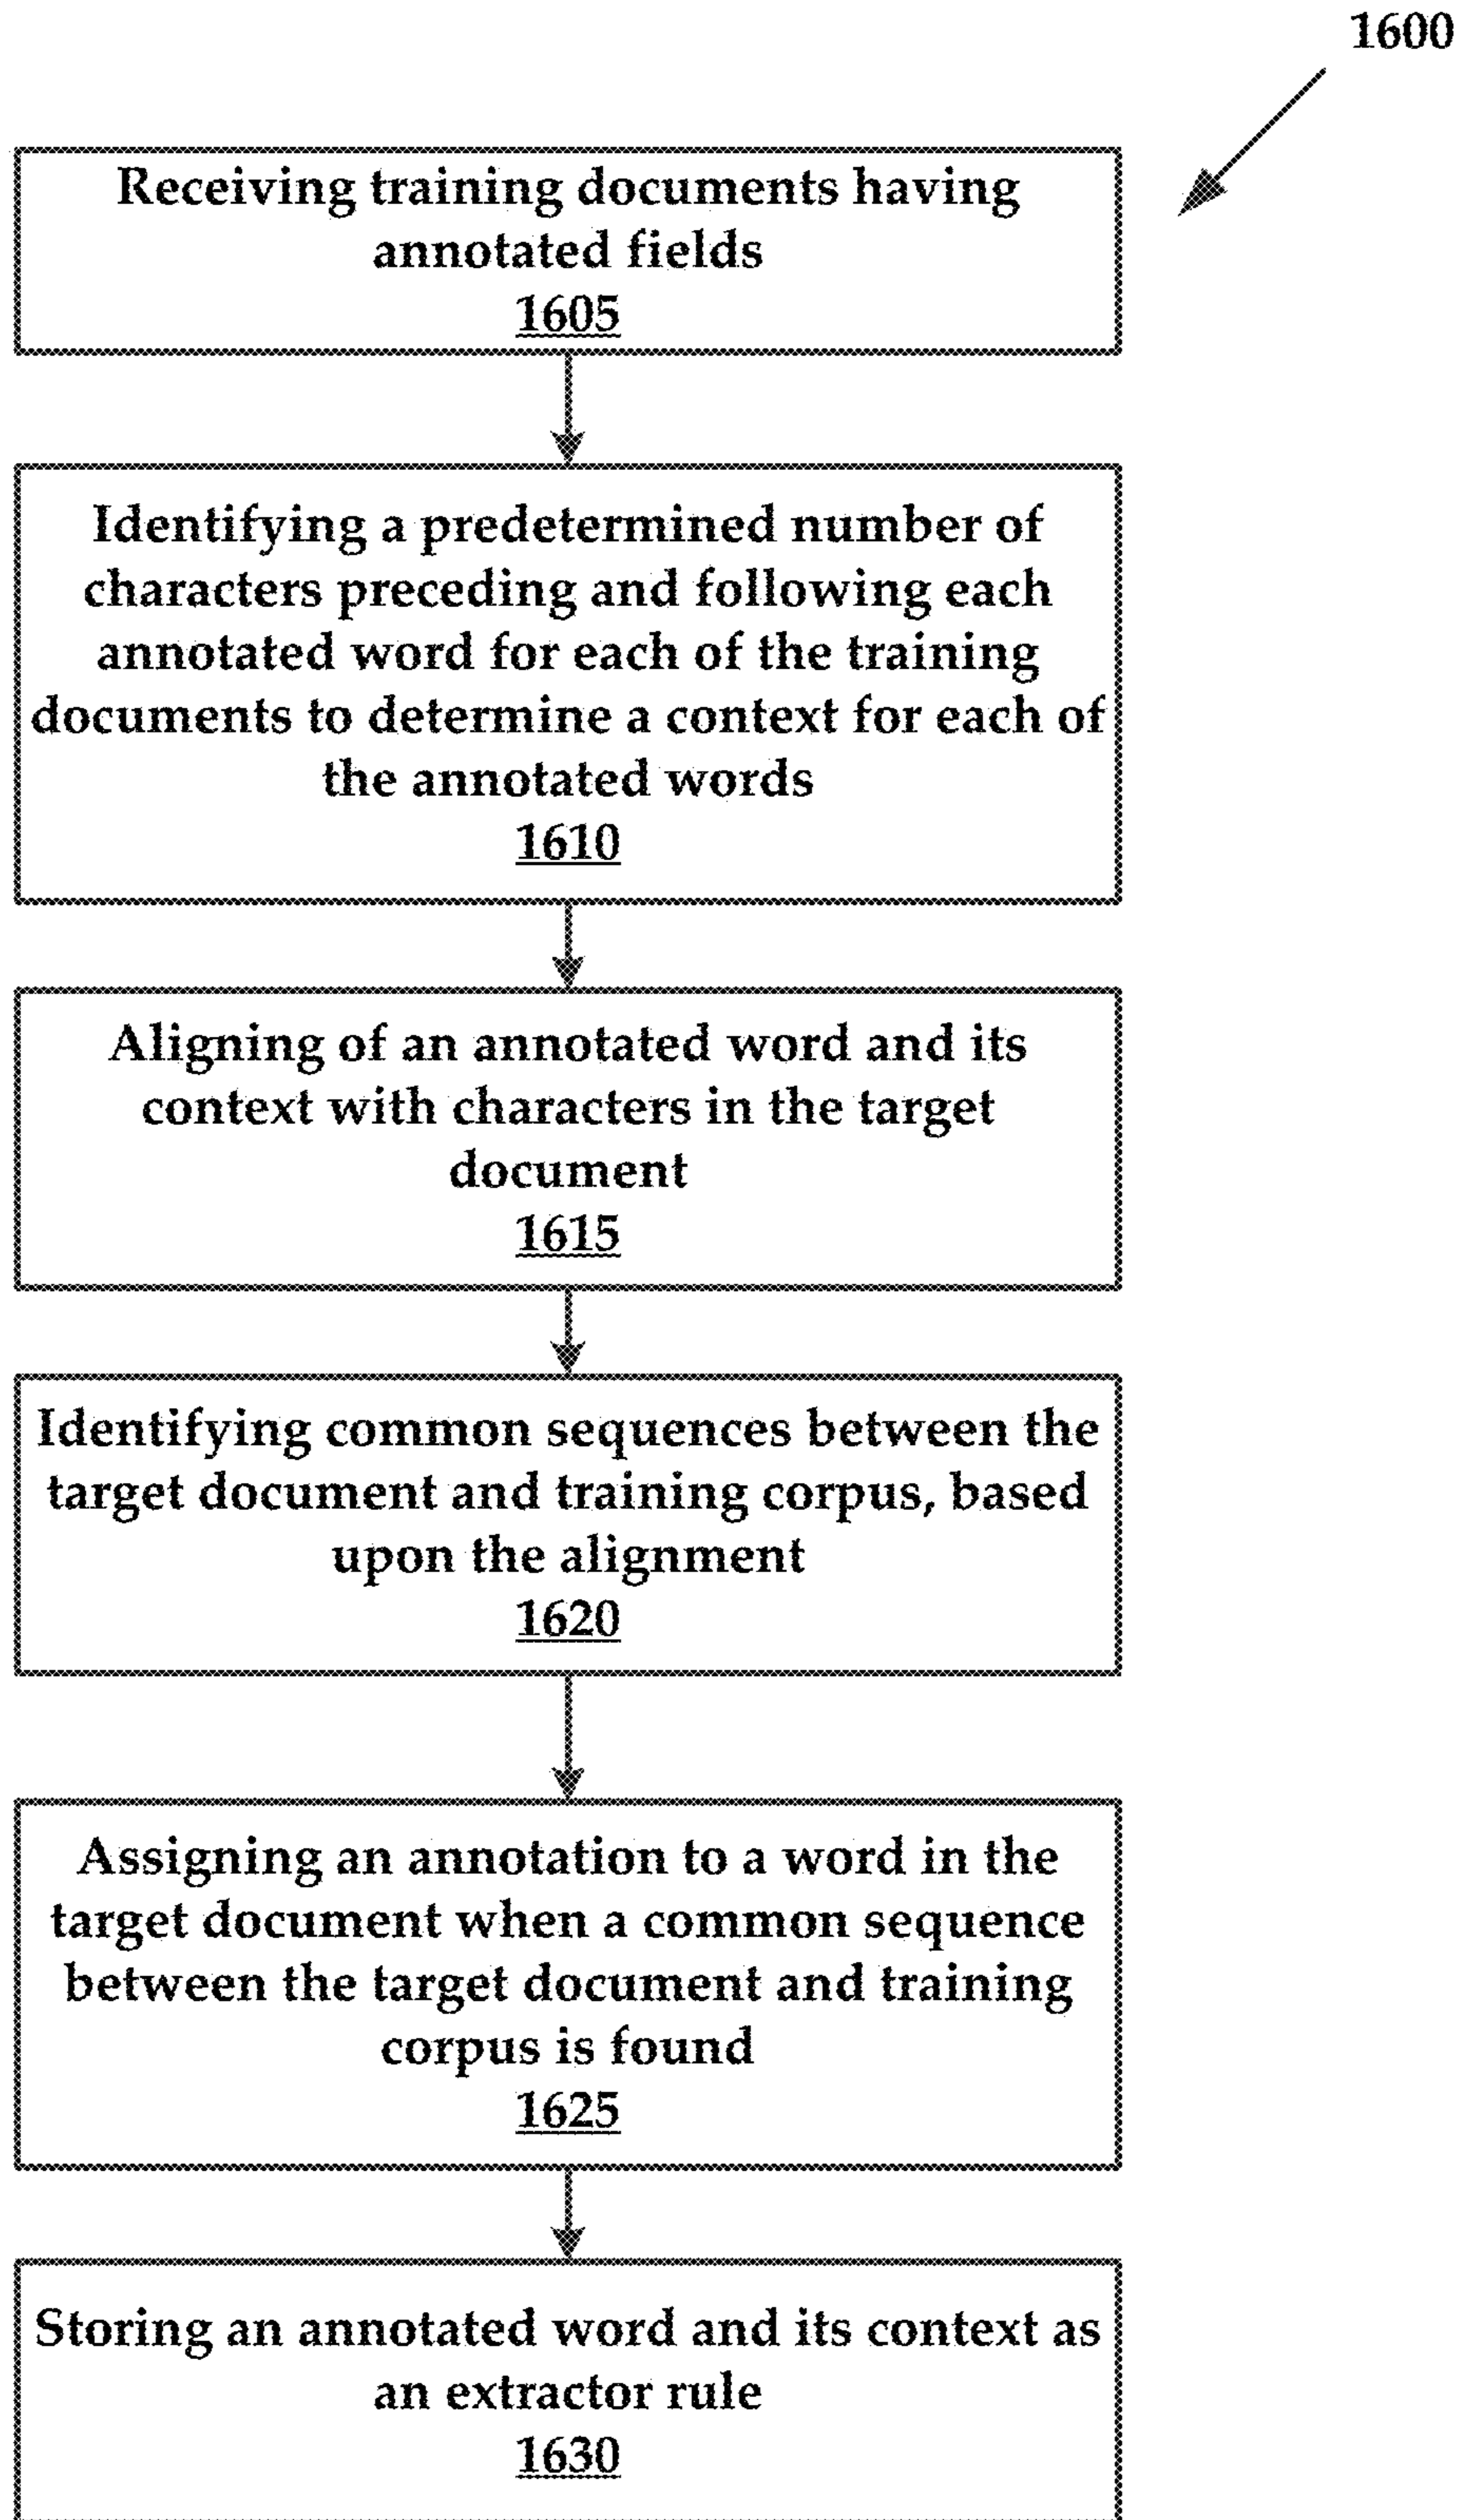 1600
Receiving training documents having
annotated fields
1605
Identifying a predetermined number of
characters preceding and following each
annotated word for each of the training
documents to determine a context for each of
the annotated words
1610
Aligning of an annotated word and its
context with characters in the target
document
1615
Identifying common sequences between the
target document and training corpus, based
upon the alignment
1620
Assigning an annotation to a word in the
target document when a common sequence
between the target document and training
corpus is found
1625
Storing an annotated word and its context as
an extractor rule
1630